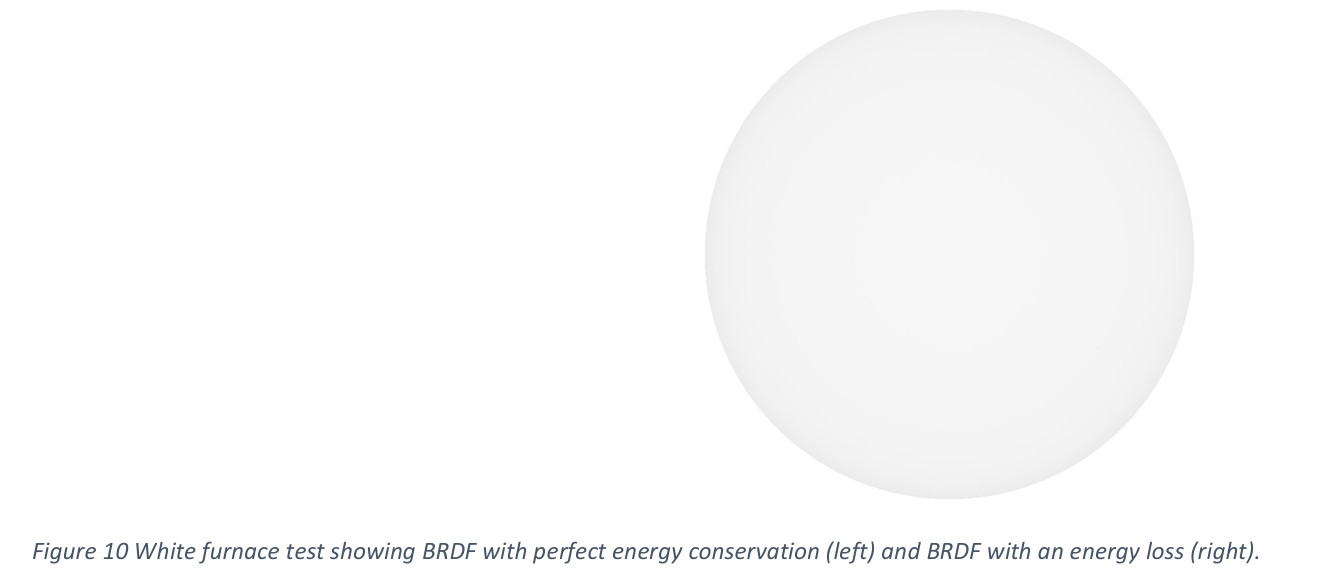 Figure 10 White furnace test showing BRDF with perfect energy conservation (left) and BRDF with an energy loss (right).